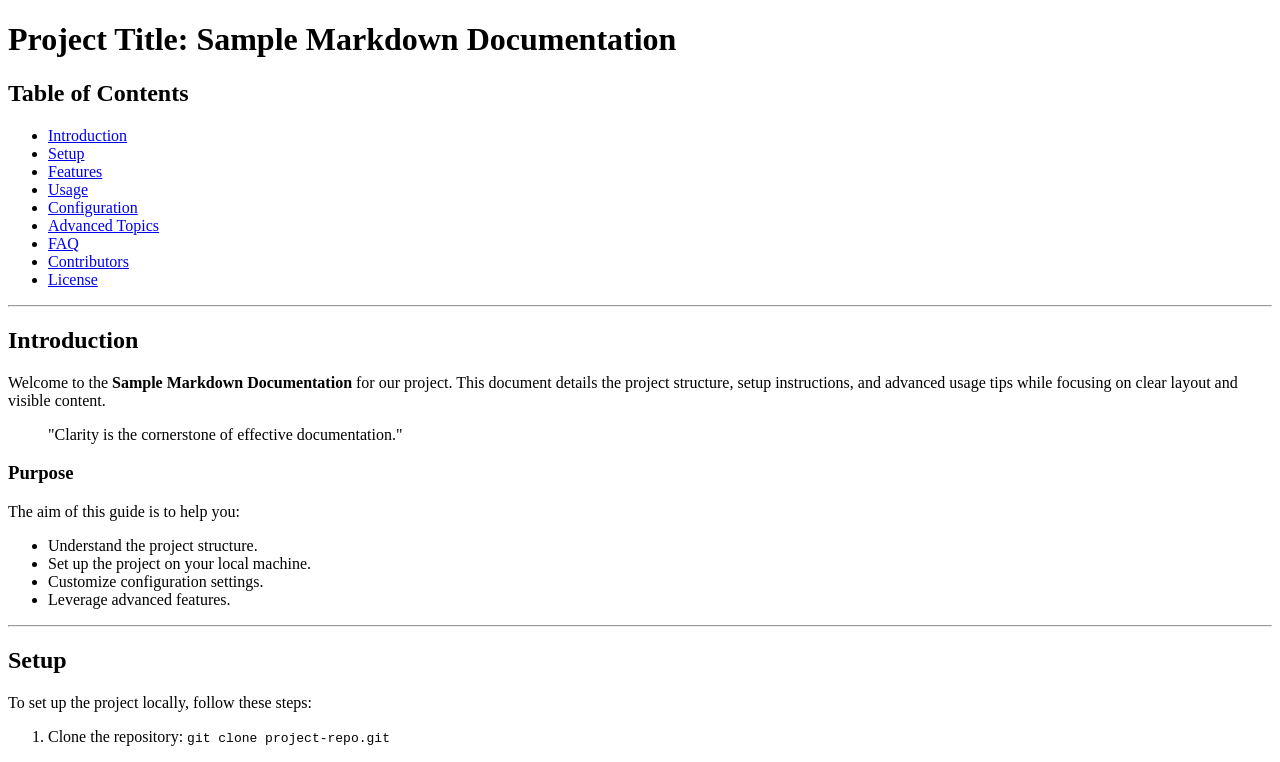 Project Title: Sample Markdown Documentation
Table of Contents
Introduction
Setup
Features
Usage
Configuration
Advanced Topics
FAQ
Contributors
License
Introduction
Welcome to the Sample Markdown Documentation for our project. This document details the project structure, setup instructions, and advanced usage tips while focusing on clear layout and
visible content.
"Clarity is the cornerstone of effective documentation."
Purpose
The aim of this guide is to help you:
Understand the project structure.
Set up the project on your local machine.
Customize configuration settings.
Leverage advanced features.
Setup
To set up the project locally, follow these steps:
1. Clone the repository: git clone project-repo.git